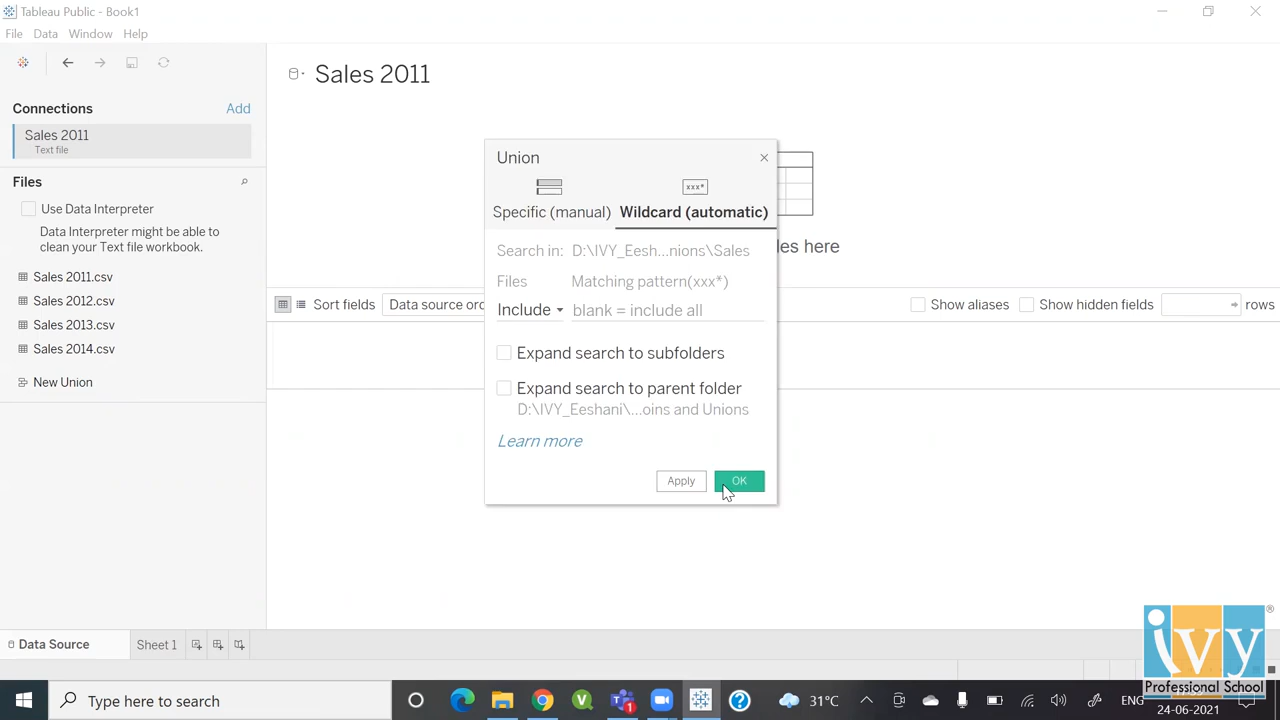 Tableau Public - Book1
File Data Window Help
Connections Add
Sales 2011
Text file
Files
Use Data Interpreter
Data Interpreter might be able to
clean your Text file workbook.
Sales 2011.csv
Sales 2012.csv
Sales 2013.csv
Sales 2014.csv
New Union
Sales 2011
les here
Sort fields Data source ord
Show aliases Show hidden fields rows
Union
xxx*
Specific (manual) Wildcard (automatic)
Search in: D:\IVY_Eesh...nions\Sales
Files Matching pattern(xxx*)
Include blank = include all
Expand search to subfolders
Expand search to parent folder
D:\IVY_Eeshani\...oins and Unions
Learn more
Apply OK
Data Source Sheet 1
ivy ®
Professional School
Type here to search
1
31°C ENG
24-06-2021